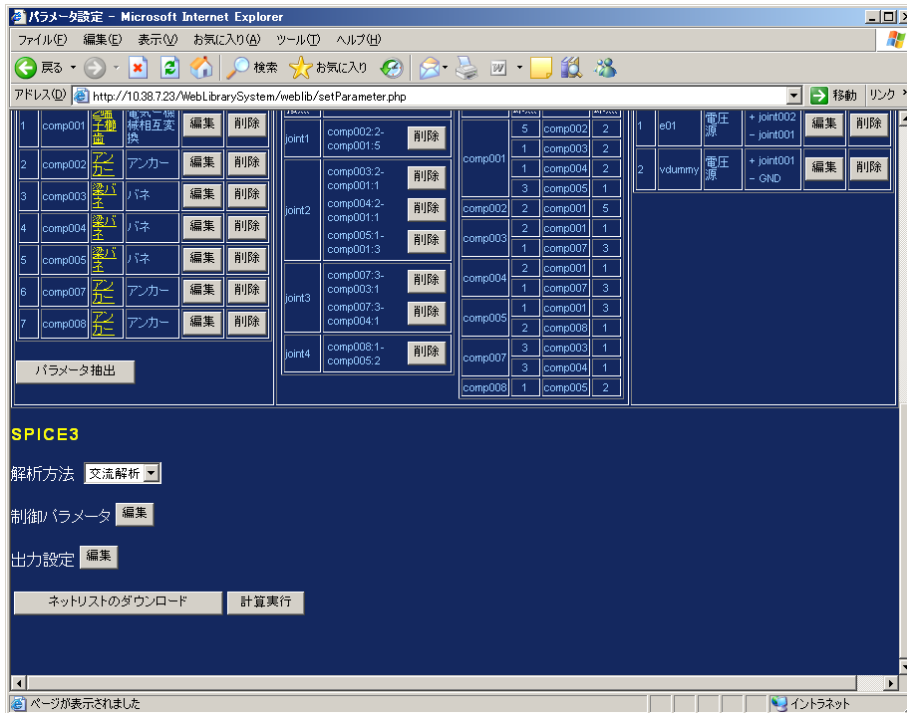 パラメータ設定 - Microsoft Internet Explorer
ファイル(F) 編集(E) 表示(V) お気に入り(A) ツール(T) ヘルプ(H)
戻る 検索 お気に入り
アドレス(D) http://10.38.7.23/WebLibrarySystem/weblib/setParameter.php 移動 リンク
1 comp001 子櫛歯 電気-機械相互変換 編集 削除
2 comp002 アンカー アンカー 編集 削除
3 comp003 梁バネ バネ 編集 削除
4 comp004 梁バネ バネ 編集 削除
5 comp005 梁バネ バネ 編集 削除
6 comp007 アンカー アンカー 編集 削除
7 comp008 アンカー アンカー 編集 削除
パラメータ抽出
joint1 comp002:2-comp001:5 削除
joint2 comp003:2-comp001:1 削除
comp004:2-comp001:1 削除
comp005:1-comp001:3 削除
joint3 comp007:3-comp003:1 削除
comp007:3-comp004:1 削除
joint4 comp008:1-comp005:2 削除
comp001 5 comp002 2
1 comp003 2
1 comp004 2
3 comp005 1
comp002 2 comp001 5
comp003 2 comp001 1
1 comp007 3
comp004 2 comp001 1
1 comp007 3
comp005 1 comp001 3
2 comp008 1
comp007 3 comp003 1
3 comp004 1
comp008 1 comp005 2
1 e01 電圧源 + joint002 - joint001 編集 削除
2 vdummy 電圧源 + joint001 - GND 編集 削除
SPICE3
解析方法 交流解析
制御パラメータ 編集
出力設定 編集
ネットリストのダウンロード 計算実行
ページが表示されました イントラネット